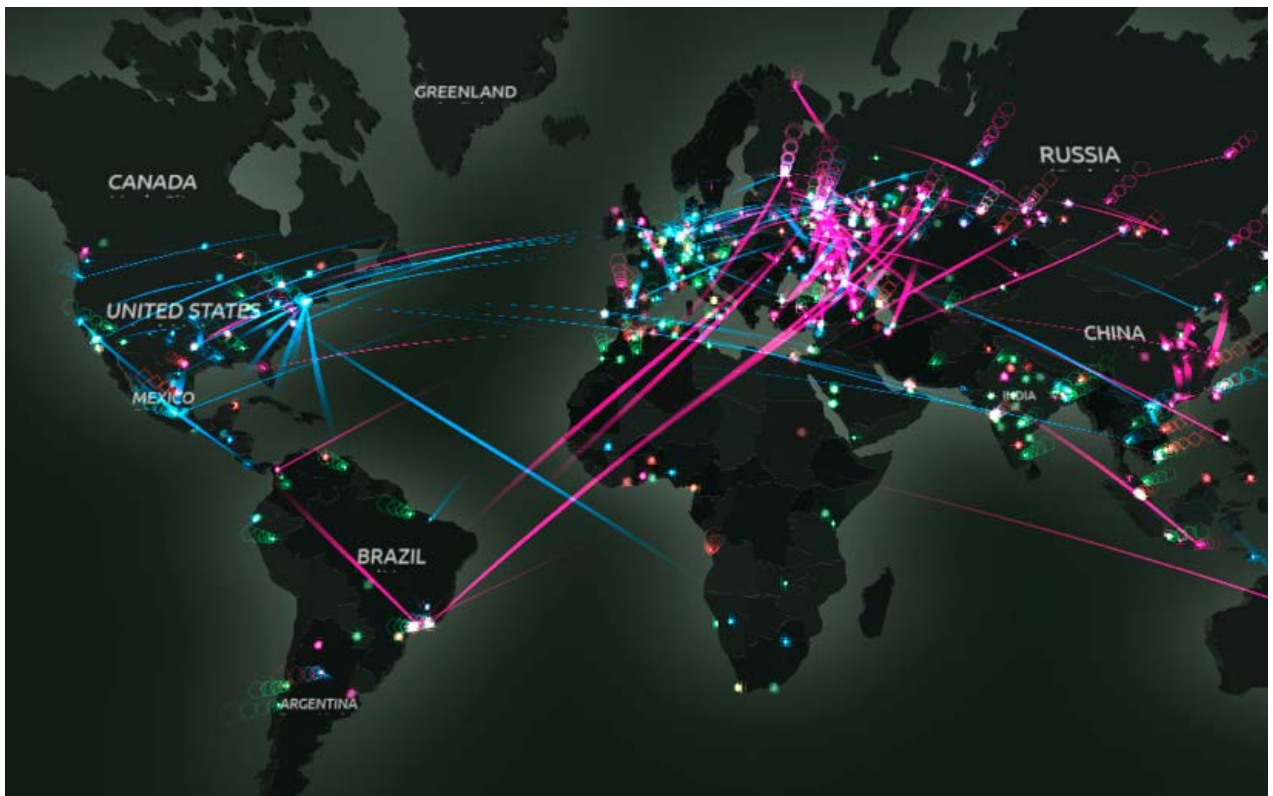 GREENLAND
RUSSIA
CANADA
UNITED STATES
CHINA
MEXICO
INDIA
BRAZIL
ARGENTINA